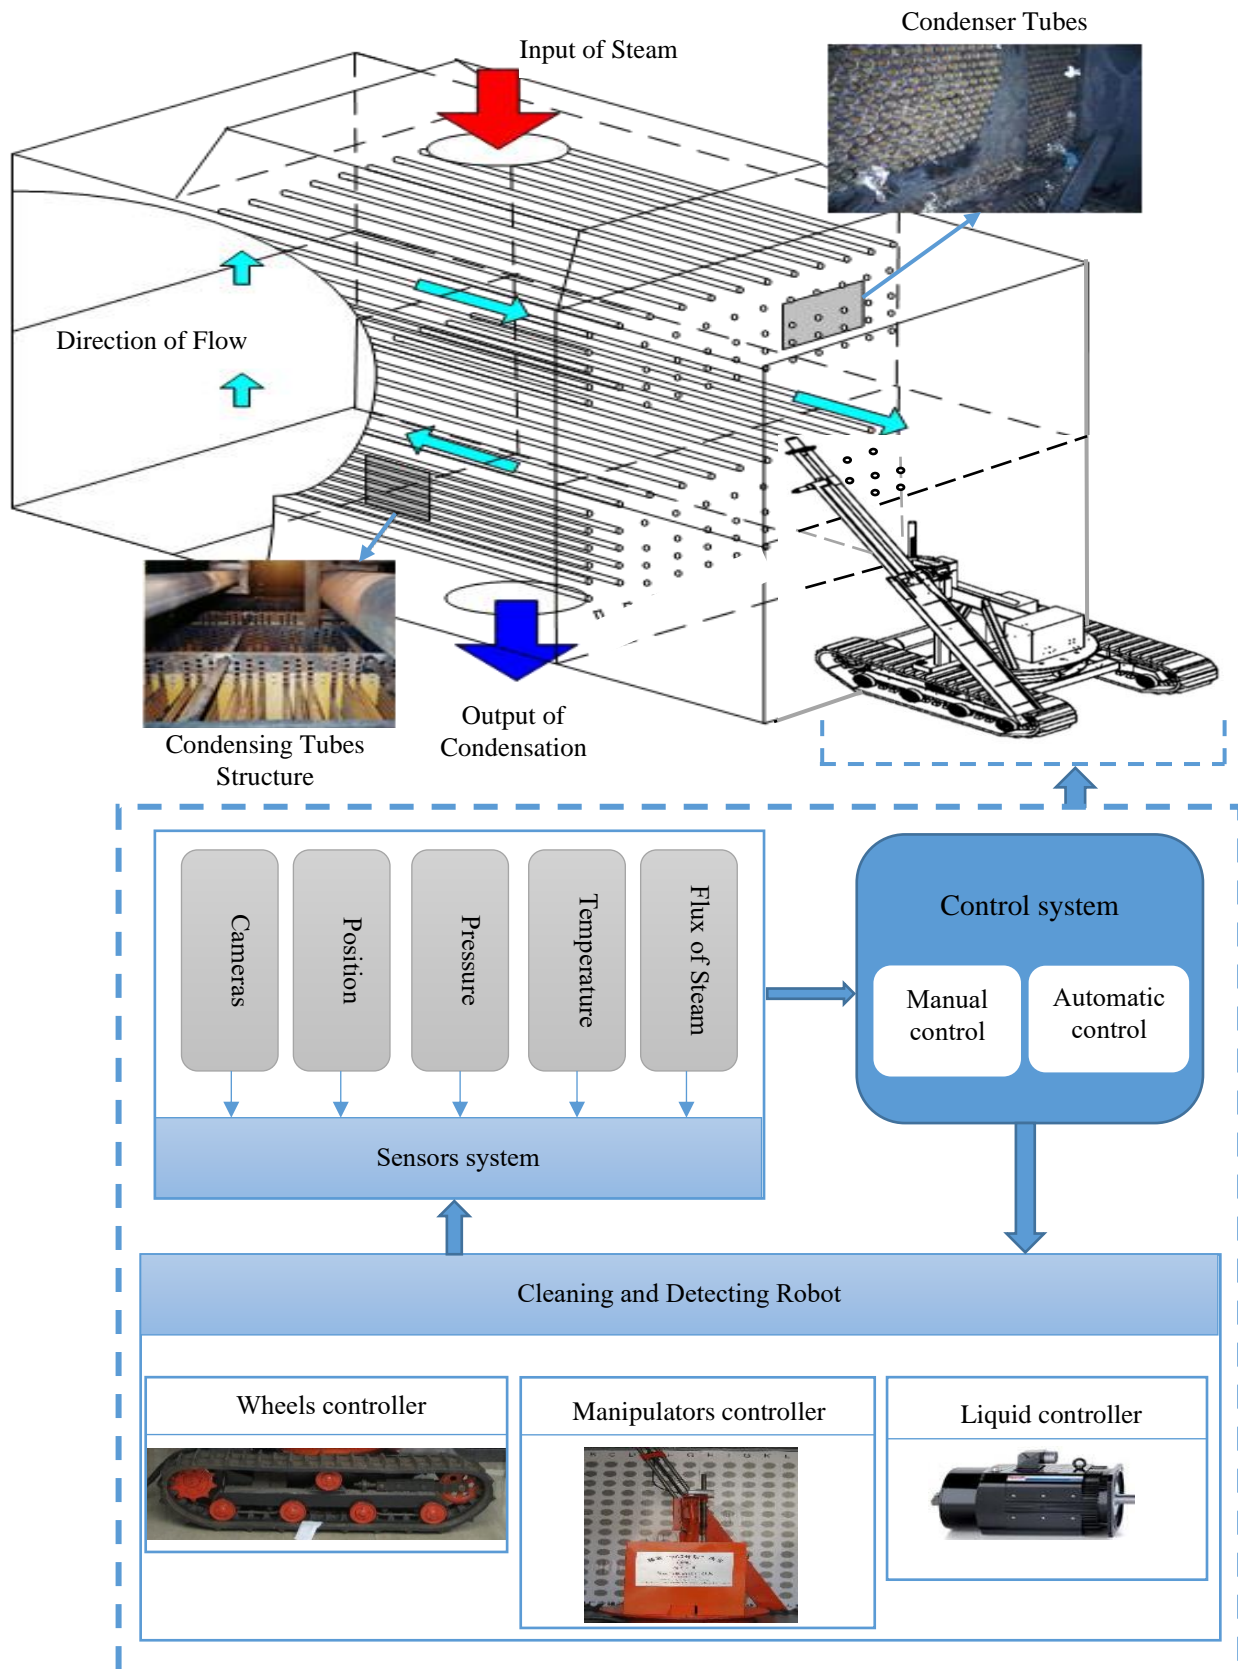 Condenser Tubes
Input of Steam
Direction of Flow
Condensing Tubes
Structure
Output of
Condensation
Cameras
Position
Pressure
Temperature
Flux of Steam
Control system
Manual
control
Automatic
control
Sensors system
Cleaning and Detecting Robot
Wheels controller
Manipulators controller
Liquid controller